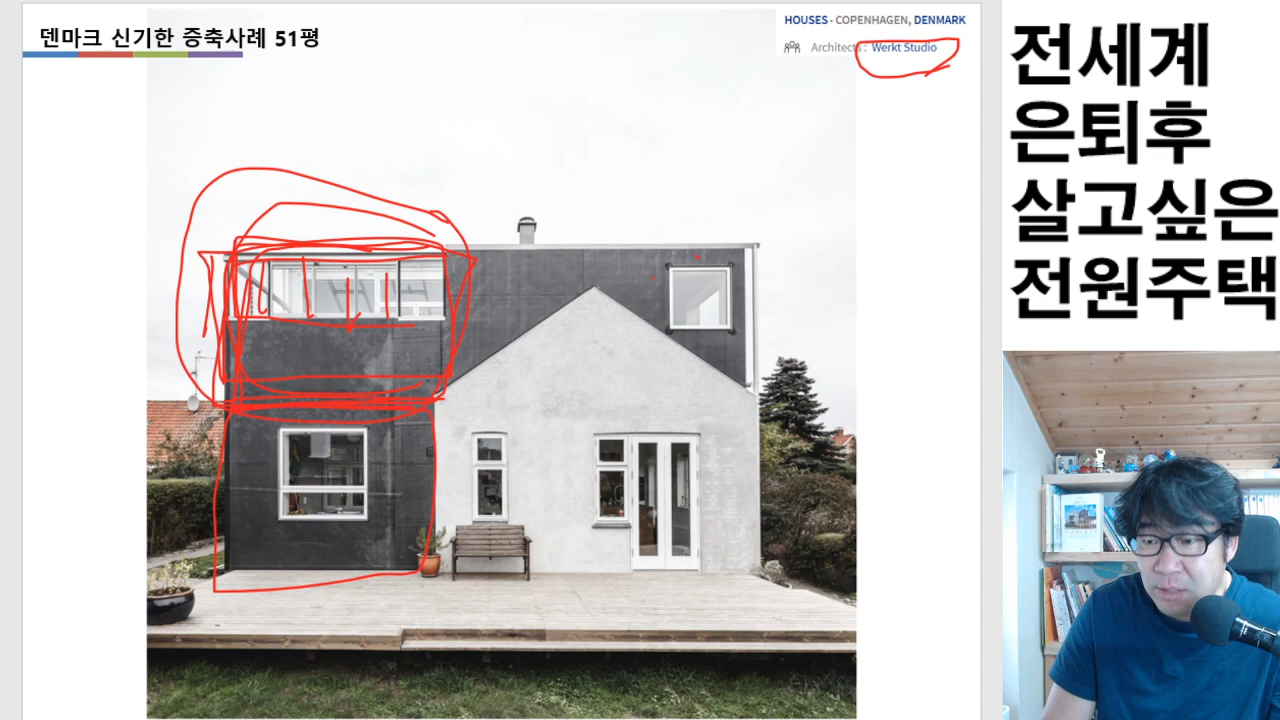 덴마크 신기한 증축사례 51평
HOUSES - COPENHAGEN, DENMARK
Architects : Werkt Studio
전세계
은퇴후
살고싶은
전원주택